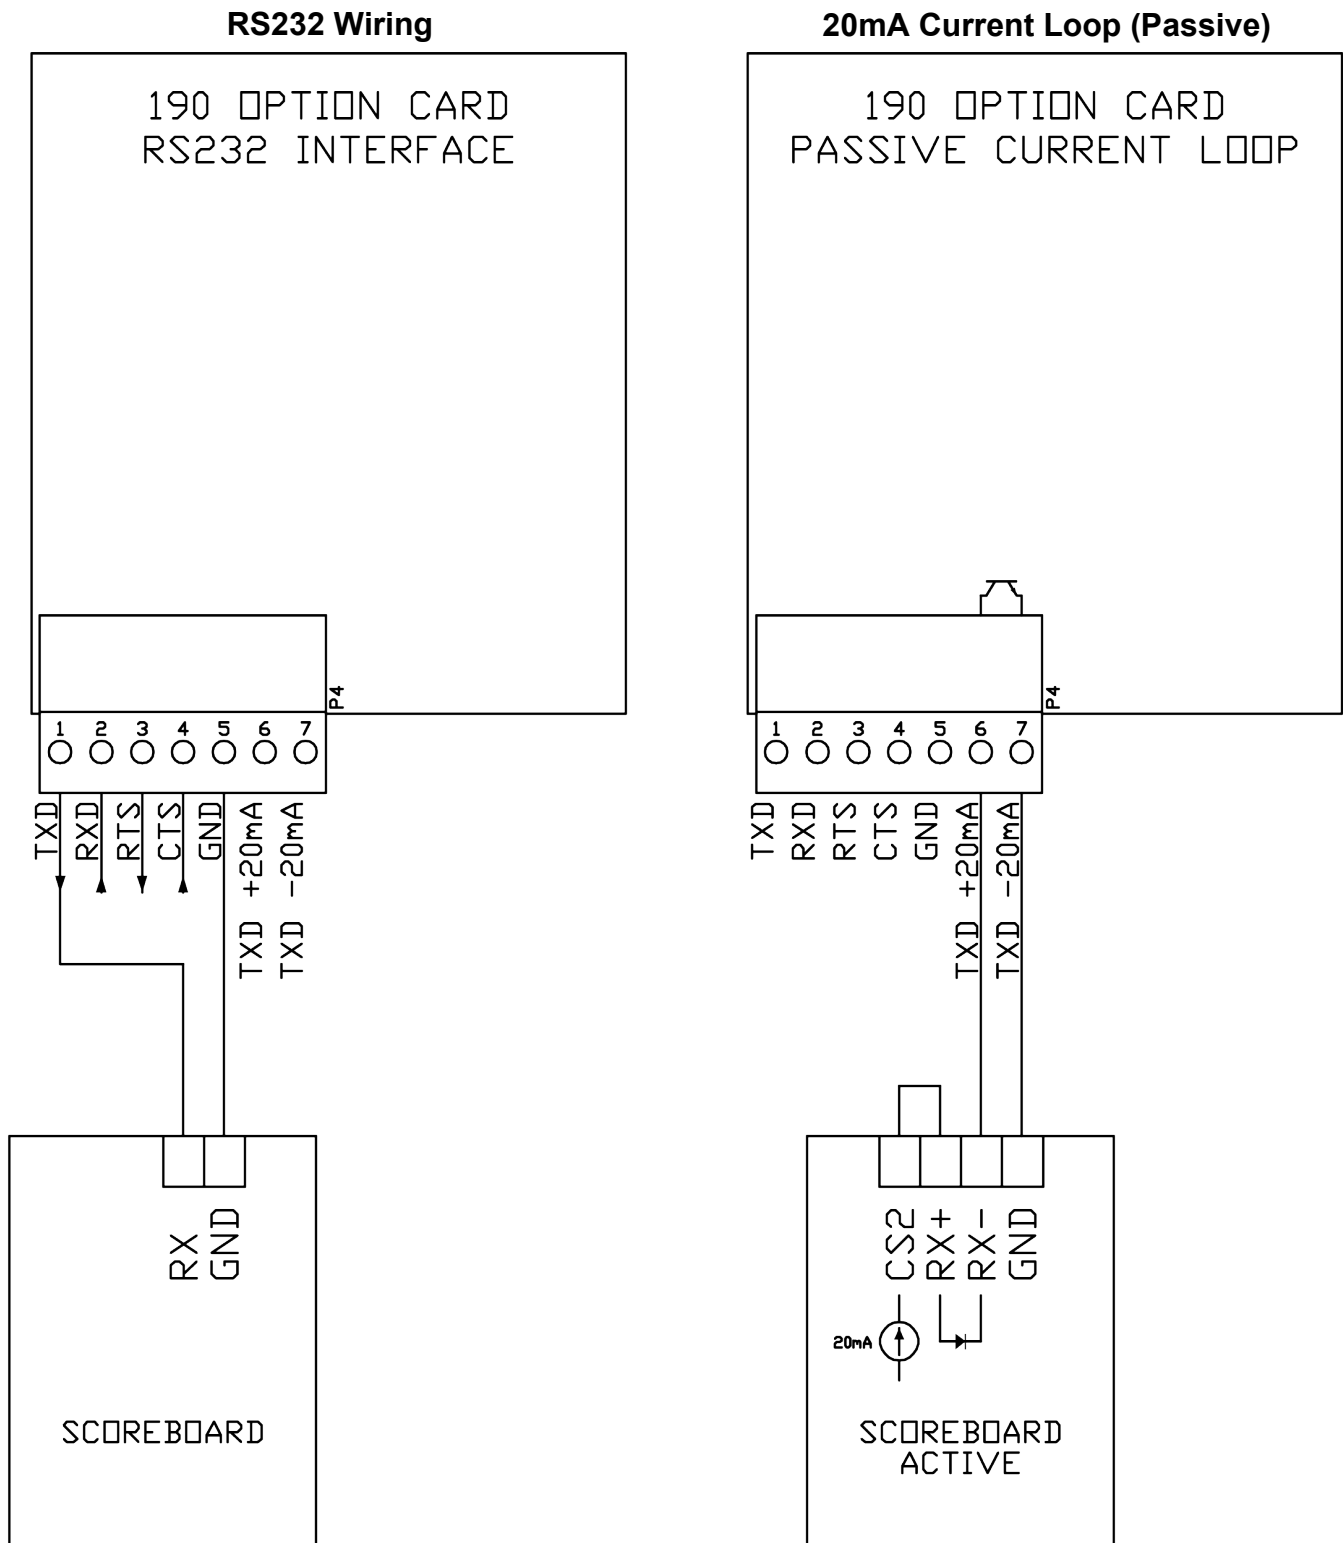 RS232 Wiring
190 OPTION CARD
RS232 INTERFACE
P4
1 2 3 4 5 6 7
TXD
RXD
RTS
CTS
GND
TXD +20mA
TXD -20mA
RX
GND
SCOREBOARD
20mA Current Loop (Passive)
190 OPTION CARD
PASSIVE CURRENT LOOP
P4
1 2 3 4 5 6 7
TXD
RXD
RTS
CTS
GND
TXD +20mA
TXD -20mA
CS2
RX+
RX-
GND
20mA
SCOREBOARD
ACTIVE